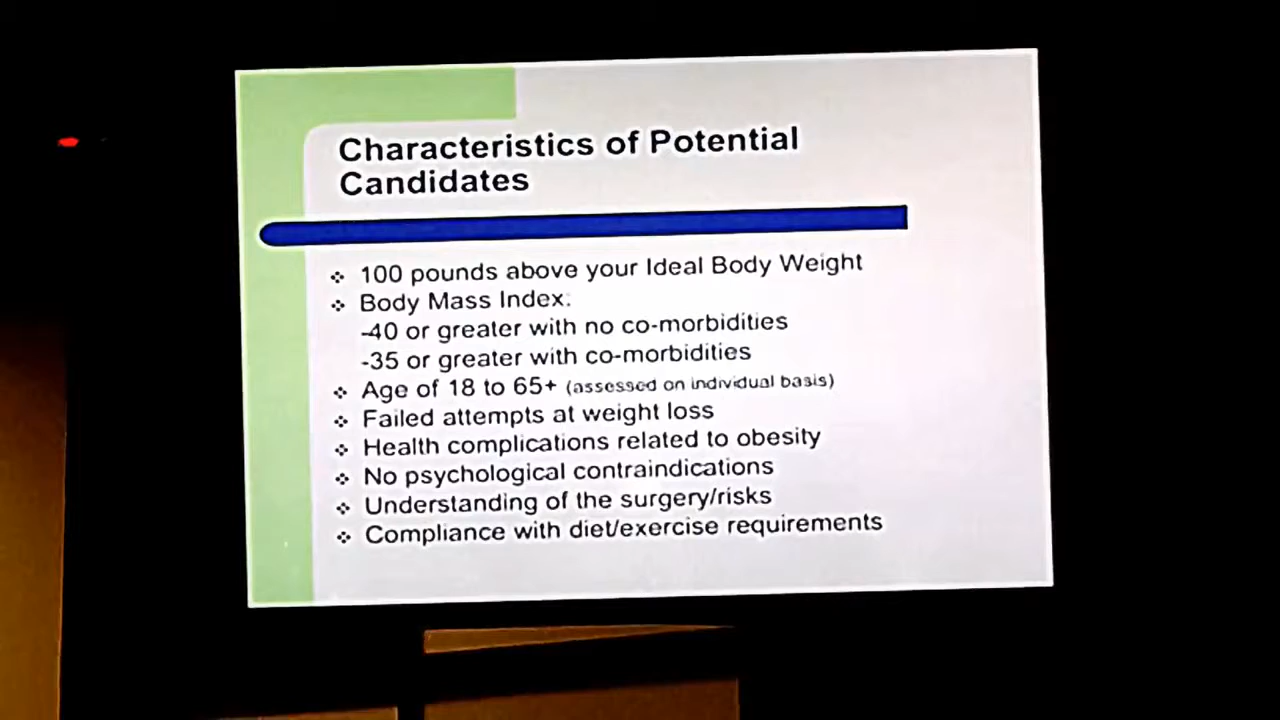 Characteristics of Potential
Candidates
❖ 100 pounds above your Ideal Body Weight
❖ Body Mass Index:
-40 or greater with no co-morbidities
-35 or greater with co-morbidities
❖ Age of 18 to 65+ (assessed on individual basis)
❖ Failed attempts at weight loss
❖ Health complications related to obesity
❖ No psychological contraindications
❖ Understanding of the surgery/risks
❖ Compliance with diet/exercise requirements